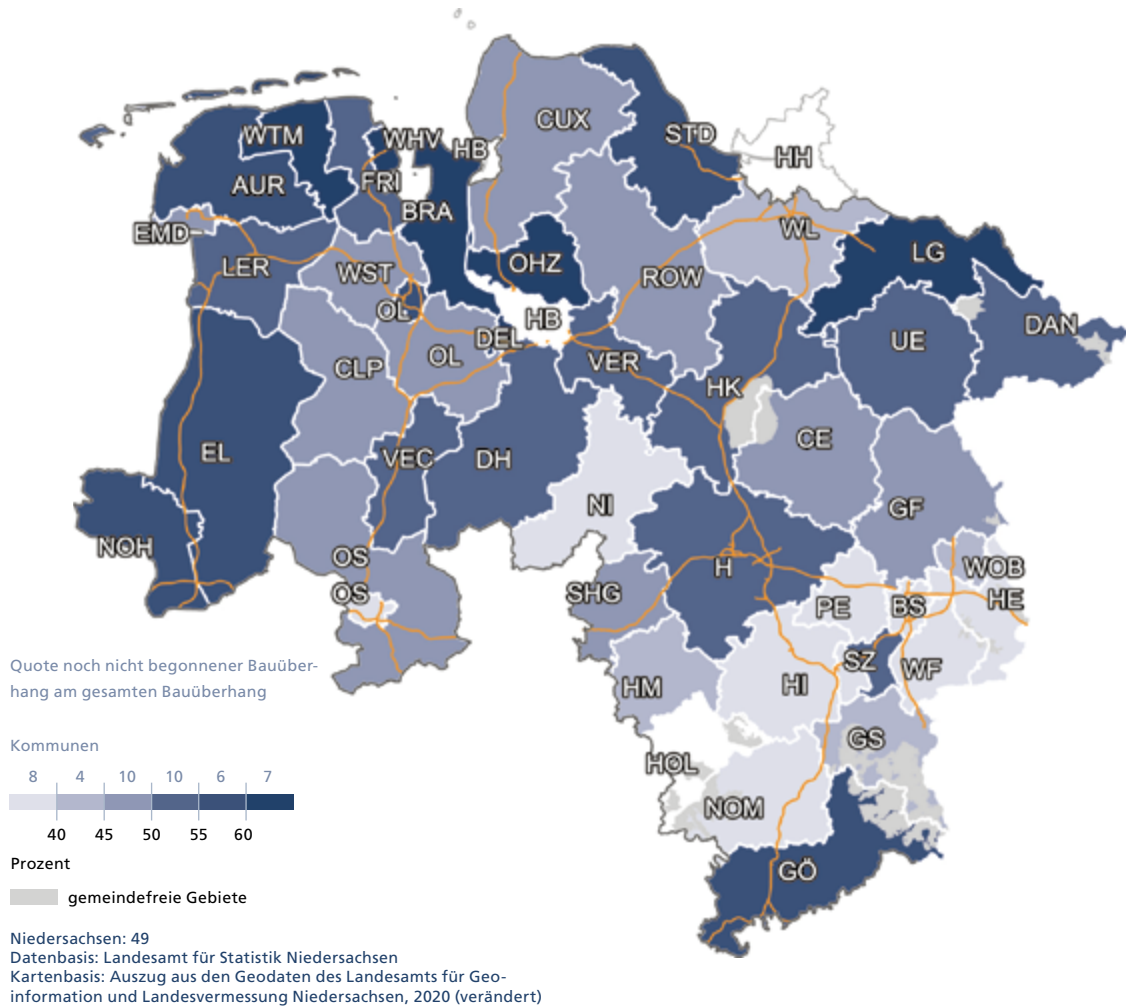 CUX
WTM
WHV
HB
STD
HH
AUR
FRI
BRA
EMD
WL
LER
WST
OHZ
ROW
LG
OL
HB
DAN
DEL
UE
OL
VER
CLP
HK
CE
EL
VEC
DH
NI
GF
NOH
OS
H
WOB
OS
SHG
PE
BS
HE
SZ
WF
HM
HI
GS
HOL
NOM
GÖ
Quote noch nicht begonnener Bauüber-
hang am gesamten Bauüberhang
Kommunen
8 4 10 10 6 7
40 45 50 55 60
Prozent
gemeindefreie Gebiete
Niedersachsen: 49
Datenbasis: Landesamt für Statistik Niedersachsen
Kartenbasis: Auszug aus den Geodaten des Landesamts für Geo-
information und Landesvermessung Niedersachsen, 2020 (verändert)